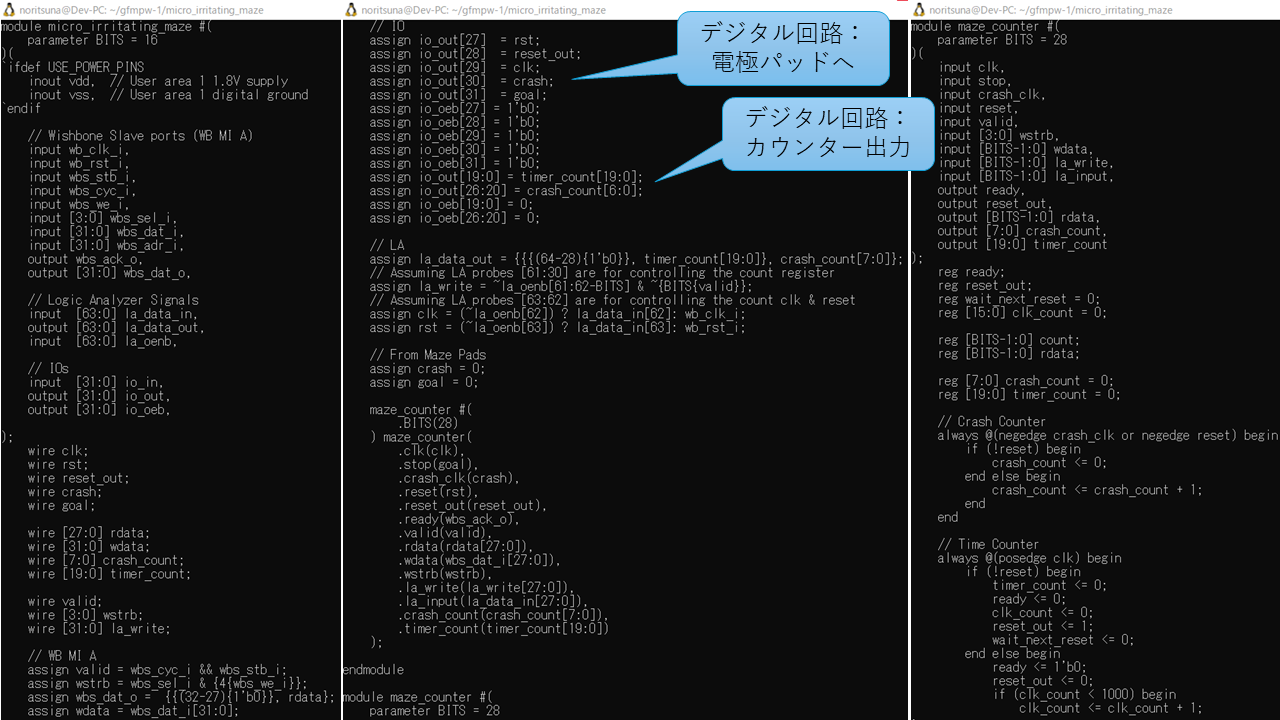 noritsuna@Dev-PC: ~/gfmpw-1/micro_irritating_maze
module micro_irritating_maze #(
    parameter BITS = 16
)(
`ifdef USE_POWER_PINS
    inout vdd,  // User area 1 1.8V supply
    inout vss,  // User area 1 digital ground
`endif

    // Wishbone Slave ports (WB MI A)
    input wb_clk_i,
    input wb_rst_i,
    input wbs_stb_i,
    input wbs_cyc_i,
    input wbs_we_i,
    input [3:0] wbs_sel_i,
    input [31:0] wbs_dat_i,
    input [31:0] wbs_adr_i,
    output wbs_ack_o,
    output [31:0] wbs_dat_o,

    // Logic Analyzer Signals
    input  [63:0] la_data_in,
    output [63:0] la_data_out,
    input  [63:0] la_oenb,

    // IOs
    input  [31:0] io_in,
    output [31:0] io_out,
    output [31:0] io_oeb,

);
    wire clk;
    wire rst;
    wire reset_out;
    wire crash;
    wire goal;

    wire [27:0] rdata;
    wire [31:0] wdata;
    wire [7:0] crash_count;
    wire [19:0] timer_count;

    wire valid;
    wire [3:0] wstrb;
    wire [31:0] la_write;

    // WB MI A
    assign valid = wbs_cyc_i && wbs_stb_i;
    assign wstrb = wbs_sel_i & {4{wbs_we_i}};
    assign wbs_dat_o =  {{(32-27){1'b0}}, rdata};
    assign wdata = wbs_dat_i[31:0];
noritsuna@Dev-PC: ~/gfmpw-1/micro_irritating_maze
    // IO
    assign io_out[27]  = rst;
    assign io_out[28]  = reset_out;
    assign io_out[29]  = clk;
    assign io_out[30]  = crash;
    assign io_out[31]  = goal;
    assign io_oeb[27] = 1'b0;
    assign io_oeb[28] = 1'b0;
    assign io_oeb[29] = 1'b0;
    assign io_oeb[30] = 1'b0;
    assign io_oeb[31] = 1'b0;
    assign io_out[19:0] = timer_count[19:0];
    assign io_out[26:20] = crash_count[6:0];
    assign io_oeb[19:0] = 0;
    assign io_oeb[26:20] = 0;

    // LA
    assign la_data_out = {{{(64-28){1'b0}}, timer_count[19:0]}, crash_count[7:0]};
    // Assuming LA probes [61:30] are for controlling the count register
    assign la_write = ~la_oenb[61:62-BITS] & ~{BITS{valid}};
    // Assuming LA probes [63:62] are for controlling the count clk & reset
    assign clk = (~la_oenb[62]) ? la_data_in[62]: wb_clk_i;
    assign rst = (~la_oenb[63]) ? la_data_in[63]: wb_rst_i;

    // From Maze Pads
    assign crash = 0;
    assign goal = 0;

    maze_counter #(
        .BITS(28)
    ) maze_counter(
        .clk(clk),
        .stop(goal),
        .crash_clk(crash),
        .reset(rst),
        .reset_out(reset_out),
        .ready(wbs_ack_o),
        .valid(valid),
        .rdata(rdata[27:0]),
        .wdata(wbs_dat_i[27:0]),
        .wstrb(wstrb),
        .la_write(la_write[27:0]),
        .la_input(la_data_in[27:0]),
        .crash_count(crash_count[7:0]),
        .timer_count(timer_count[19:0])
    );

endmodule

module maze_counter #(
    parameter BITS = 28
デジタル回路：
電極パッドへ
デジタル回路：
カウンター出力
noritsuna@Dev-PC: ~/gfmpw-1/micro_irritating_maze
module maze_counter #(
    parameter BITS = 28
)(
    input clk,
    input stop,
    input crash_clk,
    input reset,
    input valid,
    input [3:0] wstrb,
    input [BITS-1:0] wdata,
    input [BITS-1:0] la_write,
    input [BITS-1:0] la_input,
    output ready,
    output reset_out,
    output [BITS-1:0] rdata,
    output [7:0] crash_count,
    output [19:0] timer_count
);
    reg ready;
    reg reset_out;
    reg wait_next_reset = 0;
    reg [15:0] clk_count = 0;

    reg [BITS-1:0] count;
    reg [BITS-1:0] rdata;

    reg [7:0] crash_count = 0;
    reg [19:0] timer_count = 0;

    // Crash Counter
    always @(negedge crash_clk or negedge reset) begin
        if (!reset) begin
            crash_count <= 0;
        end else begin
            crash_count <= crash_count + 1;
        end
    end

    // Time Counter
    always @(posedge clk) begin
        if (!reset) begin
            timer_count <= 0;
            ready <= 0;
            clk_count <= 0;
            reset_out <= 1;
            wait_next_reset <= 0;
        end else begin
            ready <= 1'b0;
            reset_out <= 0;
            if (clk_count < 1000) begin
                clk_count <= clk_count + 1;